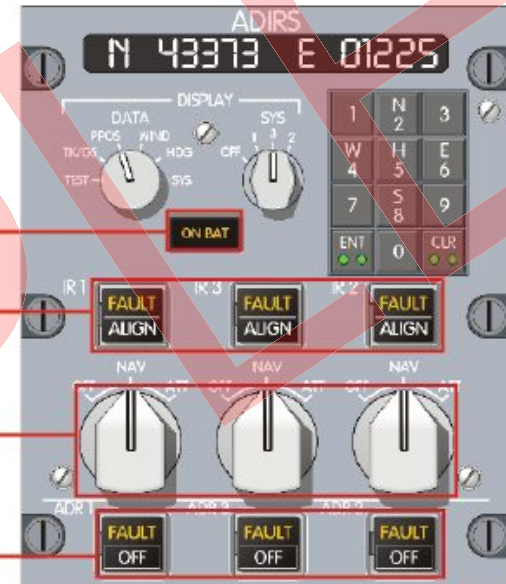 ADIRS
N 43373 E 01225
DISPLAY
DATA SYS
PPOS WIND 1 3 2
TK/GS HDG OFF
TEST SYS
1 N 2 3
W 4 H 5 E 6
7 S 8 9
ENT 0 CLR
ON BAT
IR 1 IR 3 IR 2
FAULT FAULT FAULT
ALIGN ALIGN ALIGN
NAV NAV NAV
OFF ATT OFF ATT OFF ATT
ADR 1 ADR 3 ADR 2
FAULT FAULT FAULT
OFF OFF OFF